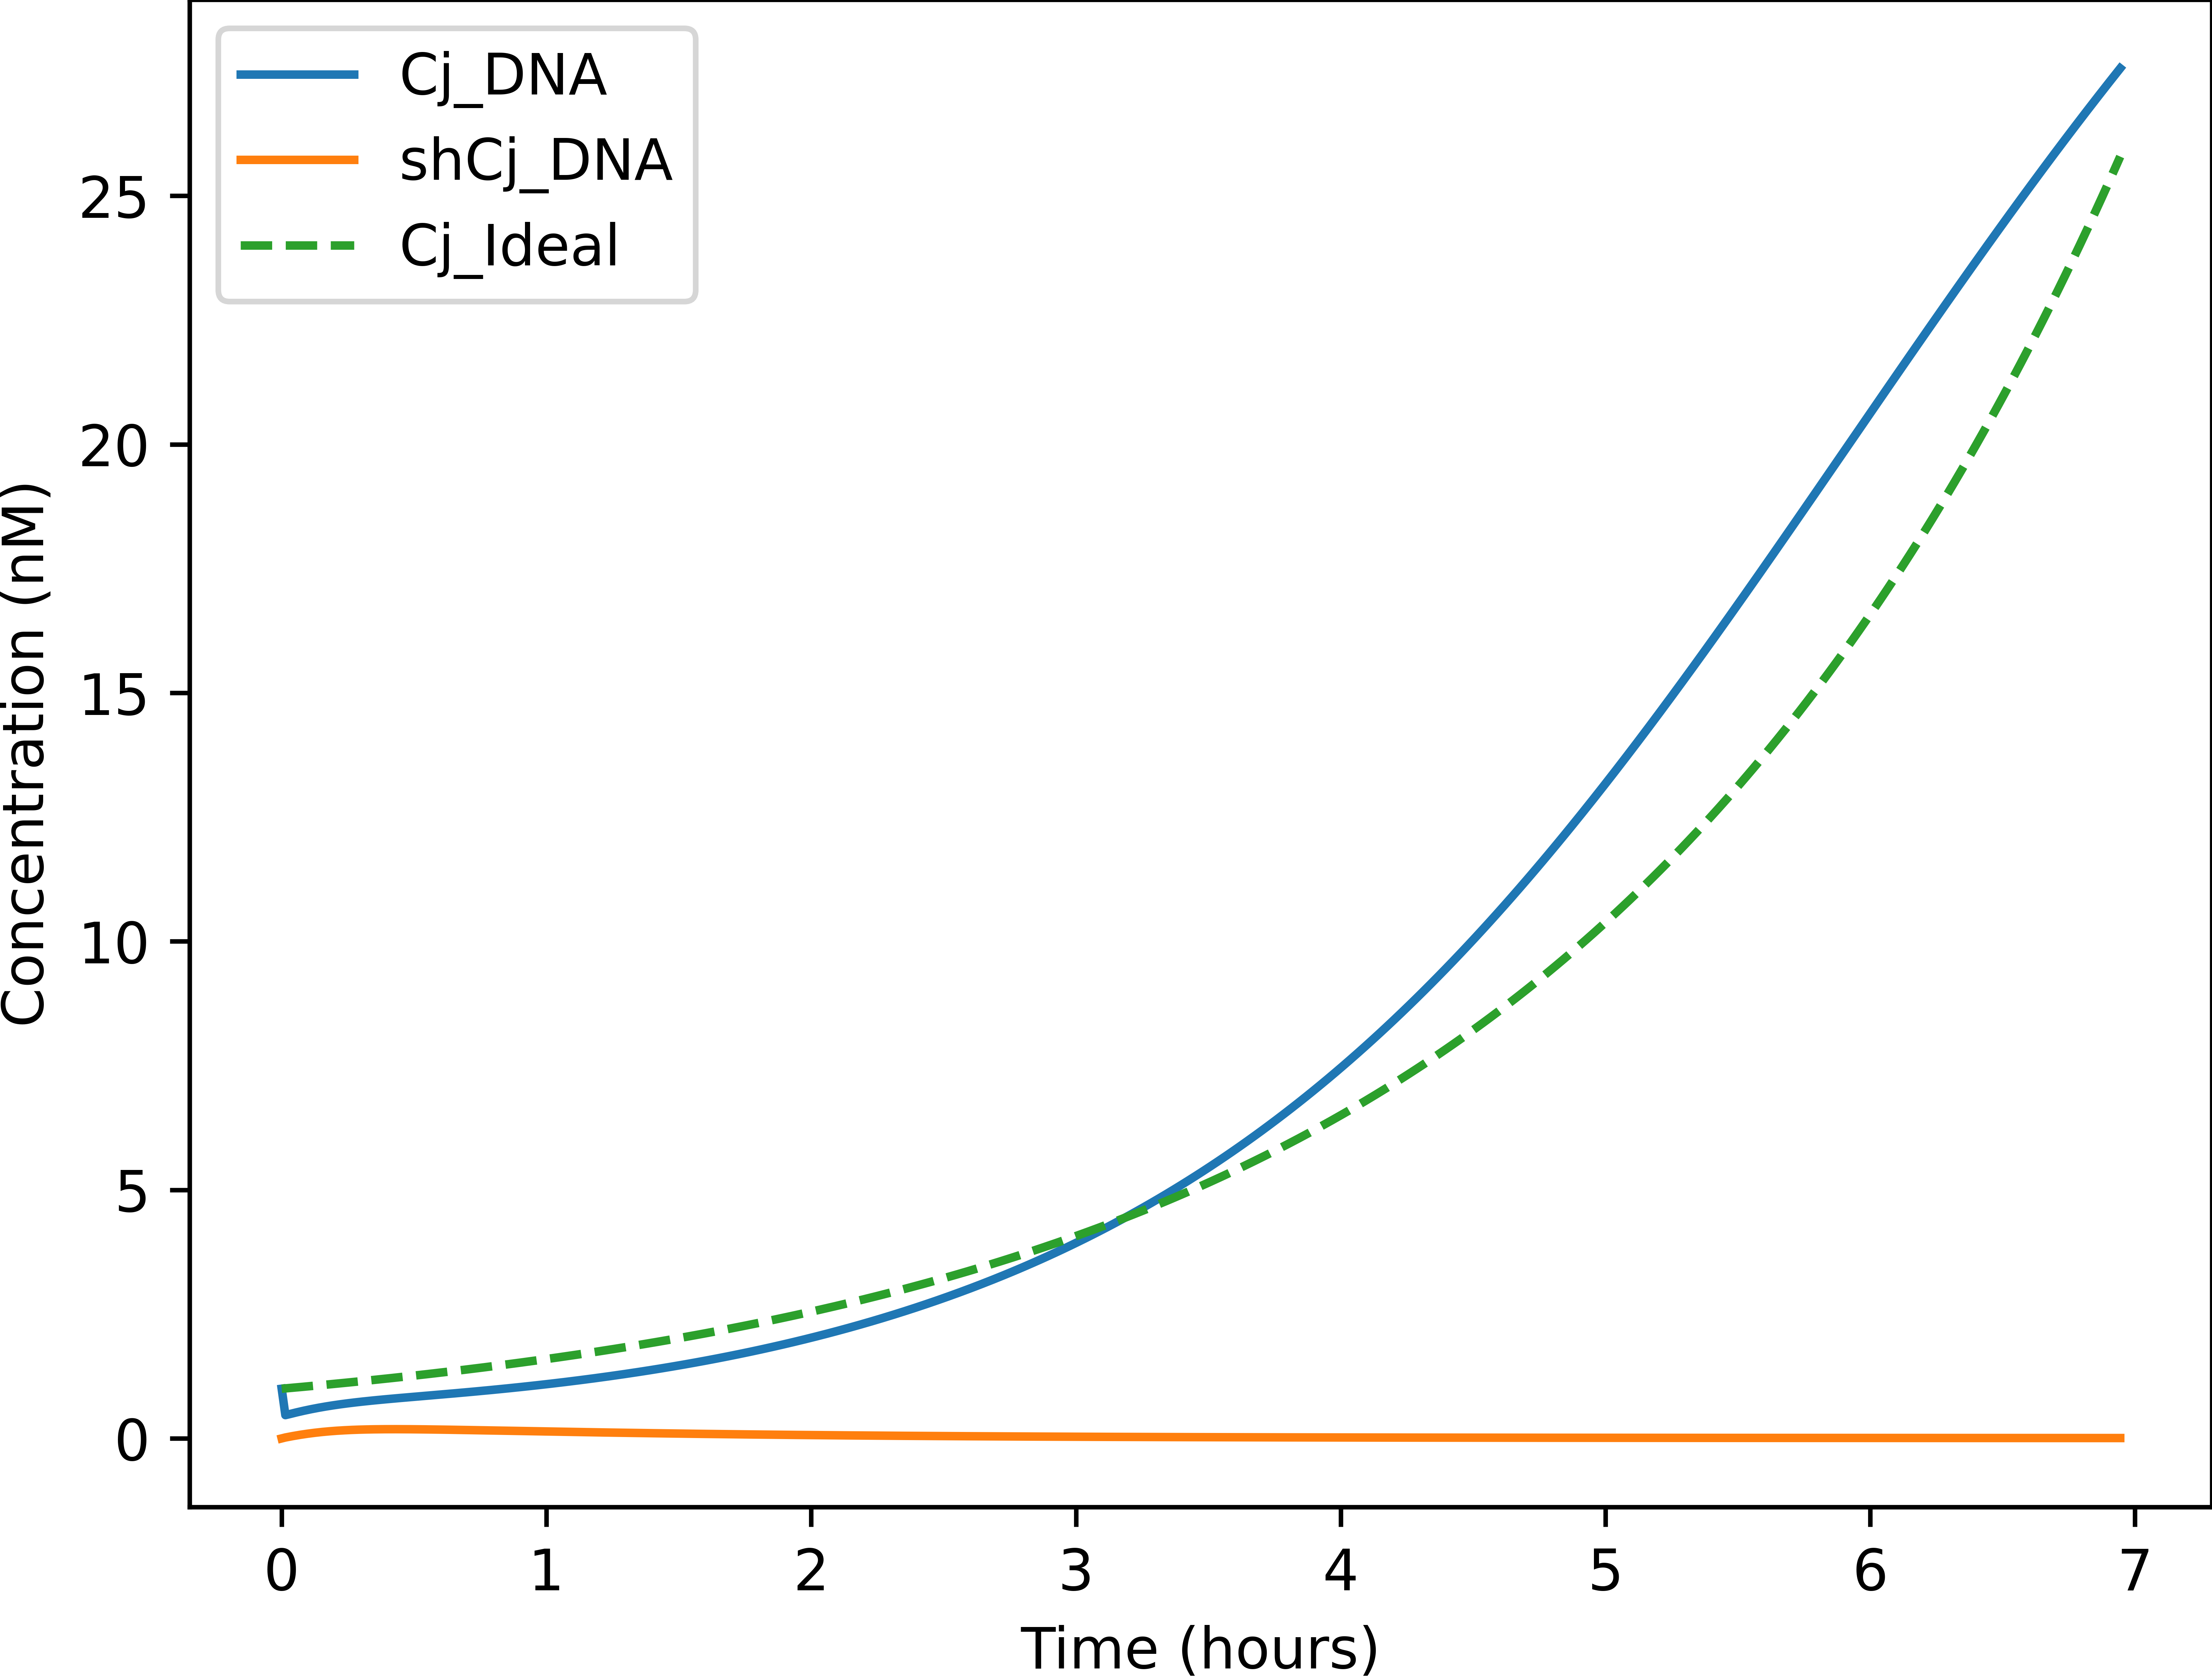 Cj_DNA
shCj_DNA
Cj_Ideal
Concentration (nM)
25
20
15
10
5
0
0 1 2 3 4 5 6 7
Time (hours)